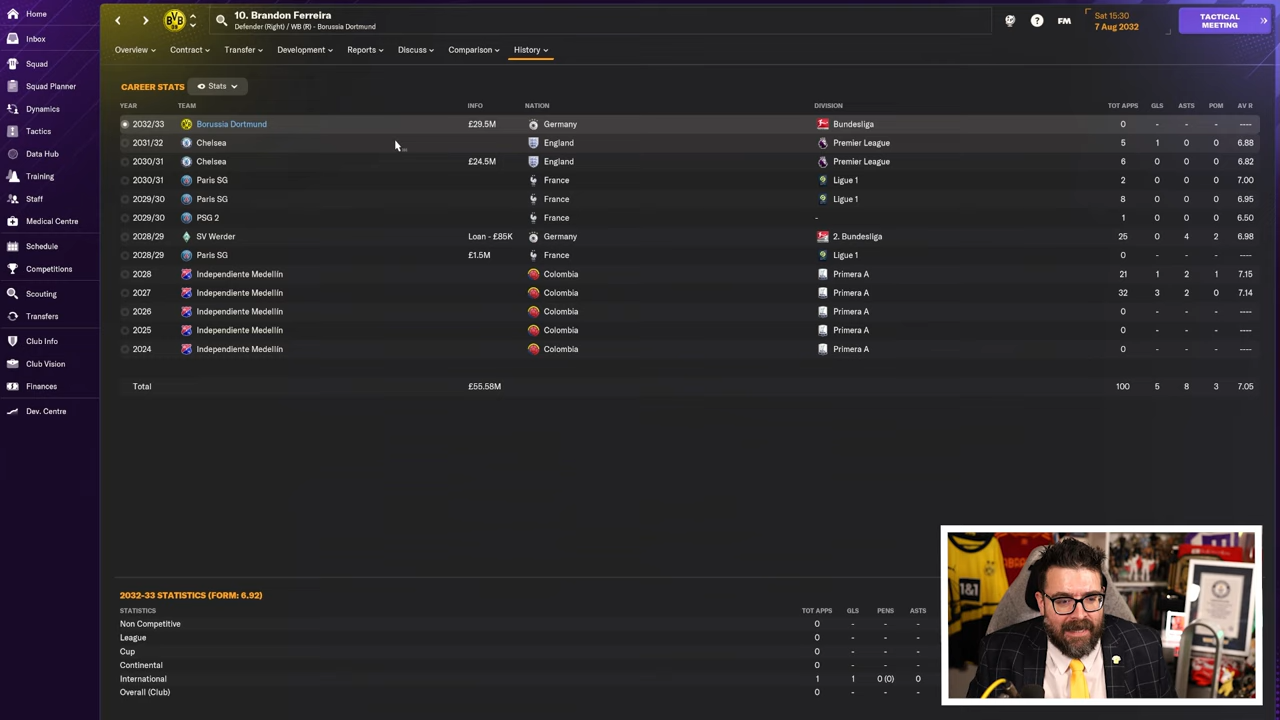 10. Brandon Ferreira
Defender (Right) / WB (R) - Borussia Dortmund
FM
Sat 15:30
7 Aug 2032
TACTICAL MEETING
Home
Inbox
Squad
Squad Planner
Dynamics
Tactics
Data Hub
Training
Staff
Medical Centre
Schedule
Competitions
Scouting
Transfers
Club Info
Club Vision
Finances
Dev. Centre
Overview Contract Transfer Development Reports Discuss Comparison History
CAREER STATS Stats
YEAR TEAM INFO NATION DIVISION TOT APPS GLS ASTS POM AV R
2032/33 Borussia Dortmund £29.5M Germany Bundesliga 0 - - - ----
2031/32 Chelsea England Premier League 5 1 0 0 6.88
2030/31 Chelsea £24.5M England Premier League 6 0 0 0 6.82
2030/31 Paris SG France Ligue 1 2 0 0 0 7.00
2029/30 Paris SG France Ligue 1 8 0 0 0 6.95
2029/30 PSG 2 France - 1 0 0 0 6.50
2028/29 SV Werder Loan - £85K Germany 2. Bundesliga 25 0 4 2 6.98
2028/29 Paris SG £1.5M France Ligue 1 0 - - - ----
2028 Independiente Medellín Colombia Primera A 21 1 2 1 7.15
2027 Independiente Medellín Colombia Primera A 32 3 2 0 7.14
2026 Independiente Medellín Colombia Primera A 0 - - - ----
2025 Independiente Medellín Colombia Primera A 0 - - - ----
2024 Independiente Medellín Colombia Primera A 0 - - - ----
Total £55.58M 100 5 8 3 7.05
2032-33 STATISTICS (FORM: 6.92)
STATISTICS TOT APPS GLS PENS ASTS
Non Competitive 0 - - -
League 0 - - -
Cup 0 - - -
Continental 0 - - -
International 1 1 0 (0) 0
Overall (Club) 0 - - -
1&1